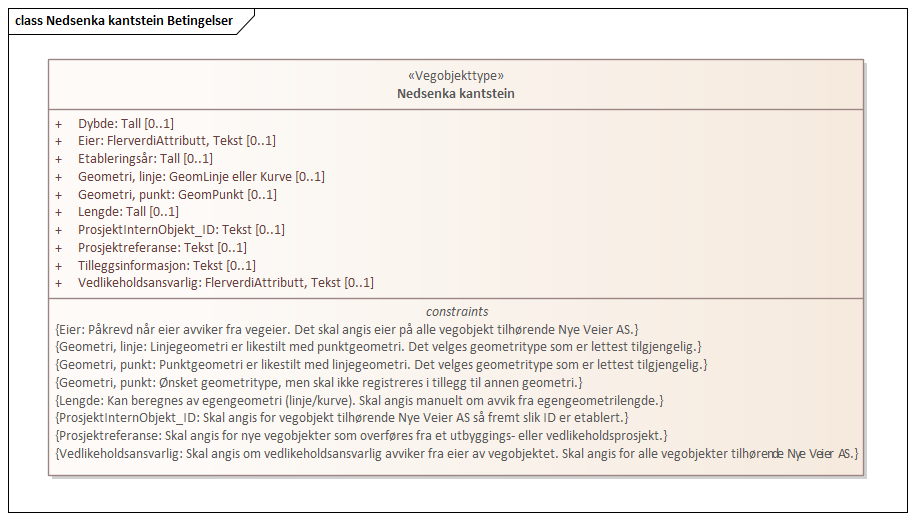 class Nedsenka kantstein Betingelser
«Vegobjekttype»
Nedsenka kantstein
+ Dybde: Tall [0..1]
+ Eier: FlerverdiAttributt, Tekst [0..1]
+ Etableringsår: Tall [0..1]
+ Geometri, linje: GeomLinje eller Kurve [0..1]
+ Geometri, punkt: GeomPunkt [0..1]
+ Lengde: Tall [0..1]
+ ProsjektInternObjekt_ID: Tekst [0..1]
+ Prosjektreferanse: Tekst [0..1]
+ Tilleggsinformasjon: Tekst [0..1]
+ Vedlikeholdsansvarlig: FlerverdiAttributt, Tekst [0..1]
constraints
{Eier: Påkrevd når eier avviker fra vegeier. Det skal angis eier på alle vegobjekt tilhørende Nye Veier AS.}
{Geometri, linje: Linjegeometri er likestilt med punktgeometri. Det velges geometritype som er lettest tilgjengelig.}
{Geometri, punkt: Punktgeometri er likestilt med linjegeometri. Det velges geometritype som er lettest tilgjengelig.}
{Geometri, punkt: Ønsket geometritype, men skal ikke registreres i tillegg til annen geometri.}
{Lengde: Kan beregnes av egengeometri (linje/kurve). Skal angis manuelt om avvik fra egengeometrilengde.}
{ProsjektInternObjekt_ID: Skal angis for vegobjekt tilhørende Nye Veier AS så fremt slik ID er etablert.}
{Prosjektreferanse: Skal angis for nye vegobjekter som overføres fra et utbyggings- eller vedlikeholdsprosjekt.}
{Vedlikeholdsansvarlig: Skal angis om vedlikeholdsansvarlig avviker fra eier av vegobjektet. Skal angis for alle vegobjekter tilhørende Nye Veier AS.}